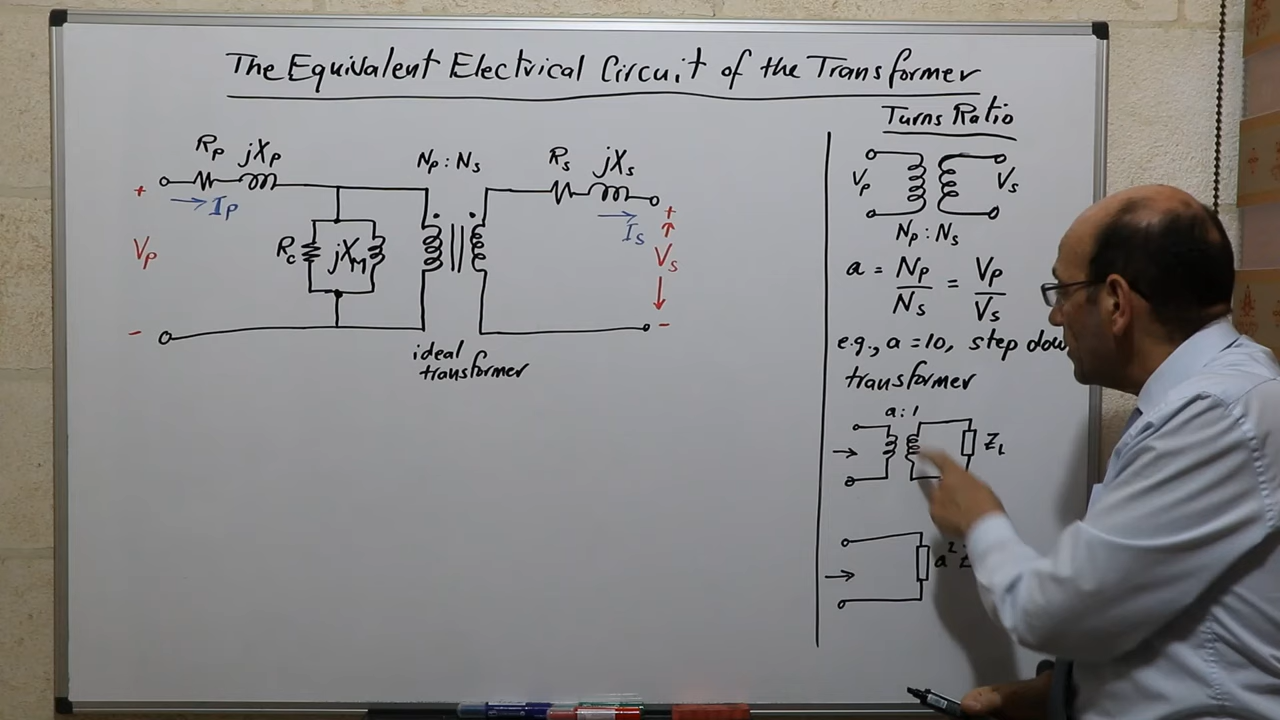 The Equivalent Electrical Circuit of the Transformer
Rp jXp
Np : Ns
Rs jXs
+
Ip
Rc jXM
Vp
-
Is
+
Vs
-
ideal
transformer
Turns Ratio
Vp Vs
Np : Ns
a = Np/Ns = Vp/Vs
e.g., a = 10, step
transformer
a : 1
ZL
a²